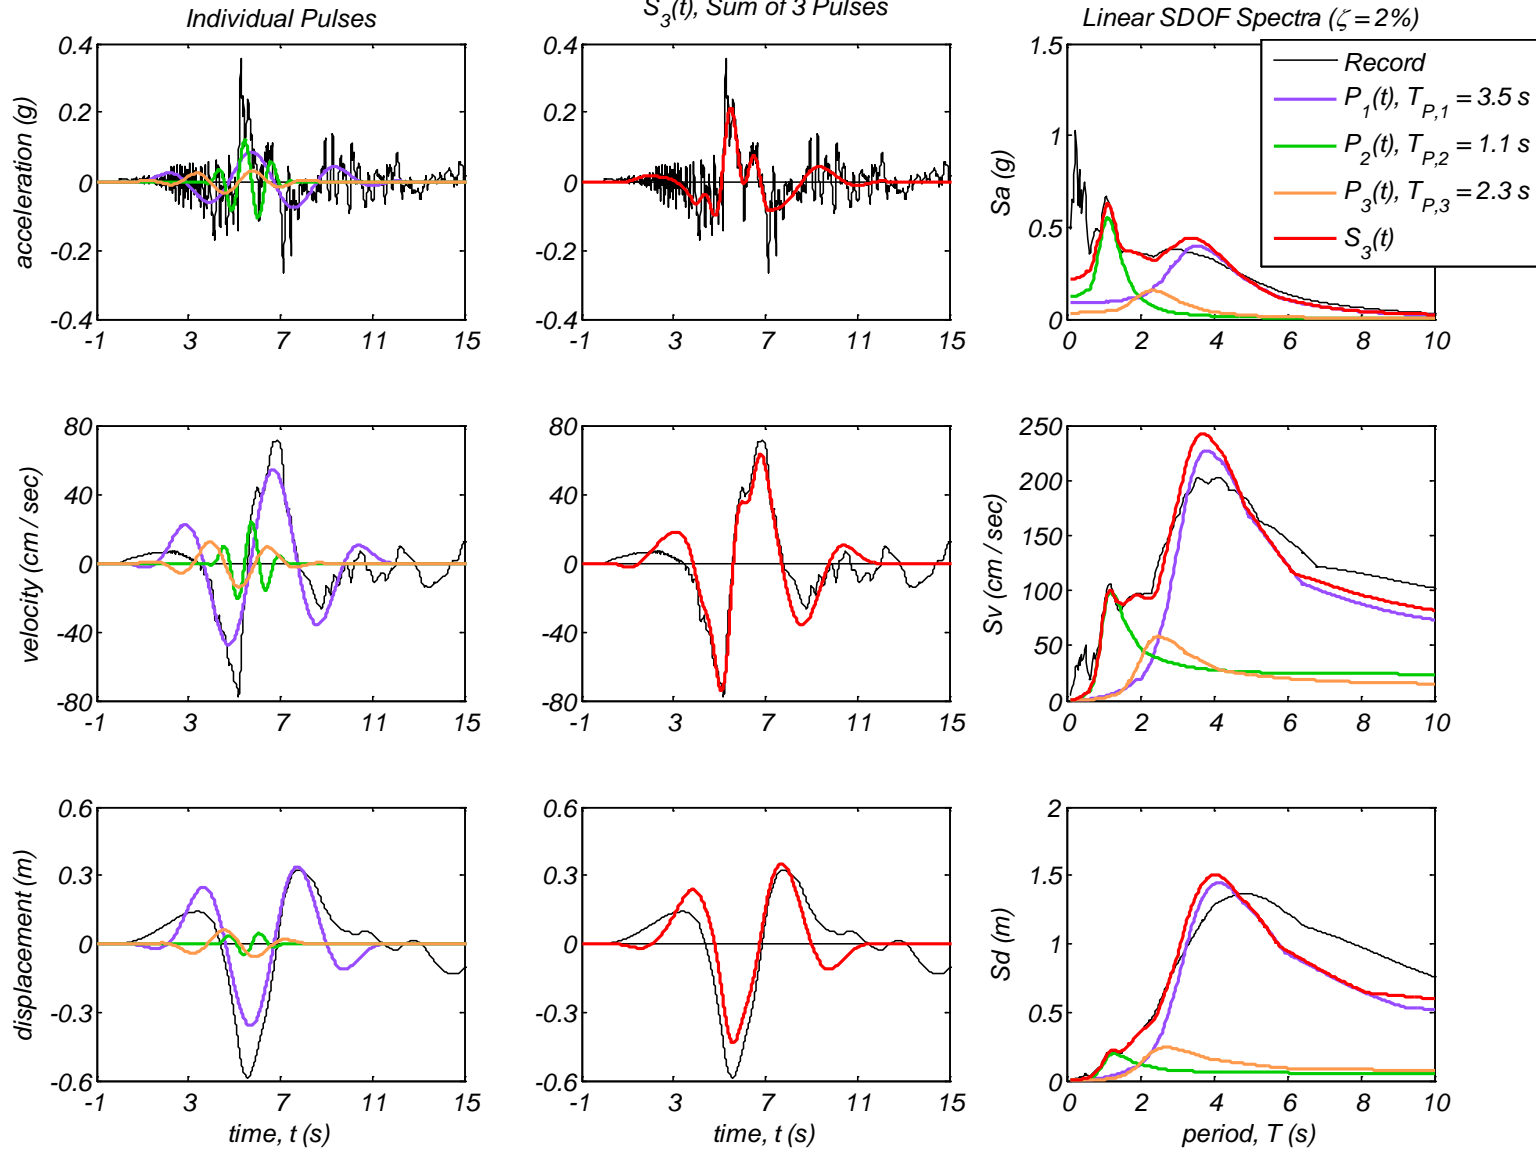 Individual Pulses
S3(t), Sum of 3 Pulses
Linear SDOF Spectra (ζ = 2%)
acceleration (g)
0.4
0.2
0
-0.2
-0.4
-1 3 7 11 15
0.4
0.2
0
-0.2
-0.4
-1 3 7 11 15
Sa (g)
1.5
1
0.5
0
0 2 4 6 8 10
Record
P1(t), TP,1 = 3.5 s
P2(t), TP,2 = 1.1 s
P3(t), TP,3 = 2.3 s
S3(t)
velocity (cm / sec)
80
40
0
-40
-80
-1 3 7 11 15
80
40
0
-40
-80
-1 3 7 11 15
Sv (cm / sec)
250
200
150
100
50
0
0 2 4 6 8 10
displacement (m)
0.6
0.3
0
-0.3
-0.6
-1 3 7 11 15
time, t (s)
0.6
0.3
0
-0.3
-0.6
-1 3 7 11 15
time, t (s)
Sd (m)
2
1.5
1
0.5
0
0 2 4 6 8 10
period, T (s)